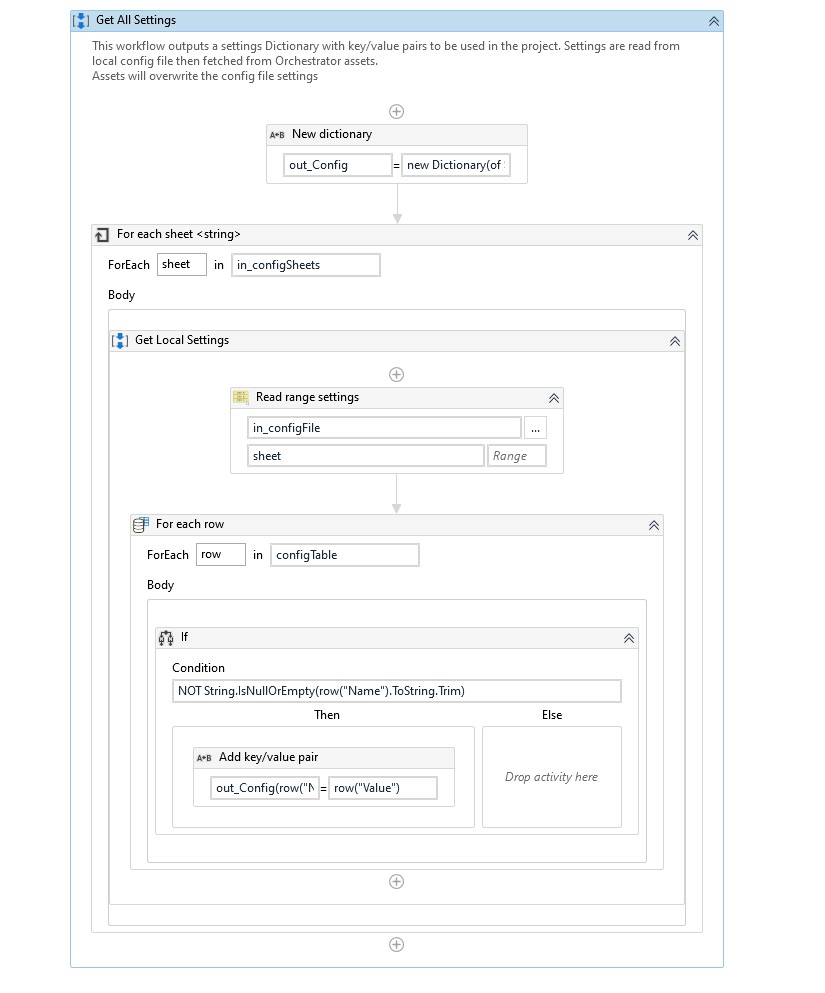 Get All Settings
This workflow outputs a settings Dictionary with key/value pairs to be used in the project. Settings are read from
local config file then fetched from Orchestrator assets.
Assets will overwrite the config file settings
A*B New dictionary
out_Config = new Dictionary(of
For each sheet <string>
ForEach sheet in in_configSheets
Body
Get Local Settings
Read range settings
in_configFile ...
sheet Range
For each row
ForEach row in configTable
Body
If
Condition
NOT String.IsNullOrEmpty(row("Name").ToString.Trim)
Then Else
A*B Add key/value pair
Drop activity here
out_Config(row("N = row("Value")